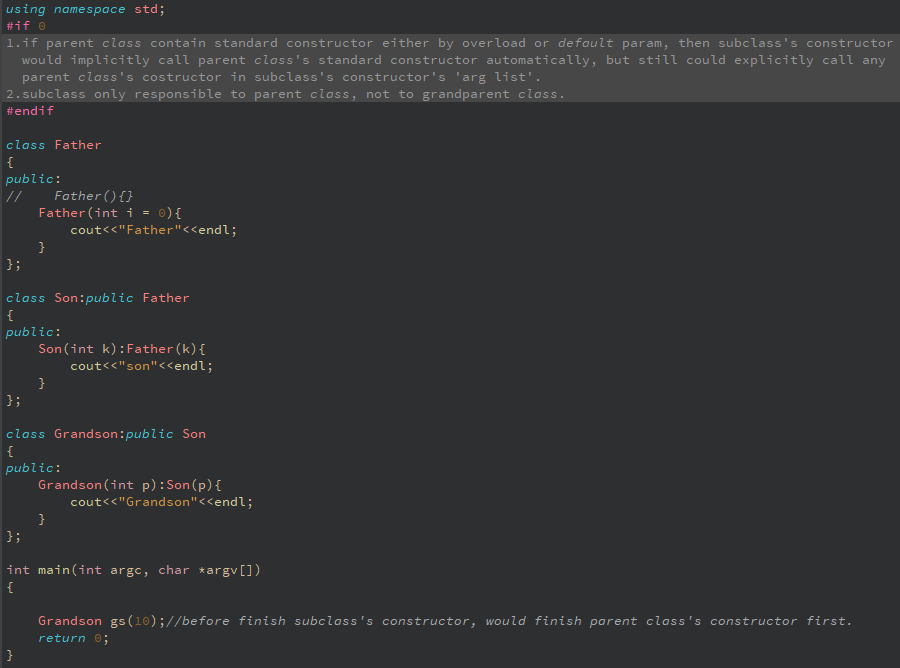 using namespace std;
#if 0
1.if parent class contain standard constructor either by overload or default param, then subclass's constructor
would implicitly call parent class's standard constructor automatically, but still could explicitly call any
parent class's costructor in subclass's constructor's 'arg list'.
2.subclass only responsible to parent class, not to grandparent class.
#endif
class Father
{
public:
//    Father(){}
    Father(int i = 0){
        cout<<"Father"<<endl;
    }
};
class Son:public Father
{
public:
    Son(int k):Father(k){
        cout<<"son"<<endl;
    }
};
class Grandson:public Son
{
public:
    Grandson(int p):Son(p){
        cout<<"Grandson"<<endl;
    }
};
int main(int argc, char *argv[])
{
    Grandson gs(10);//before finish subclass's constructor, would finish parent class's constructor first.
    return 0;
}